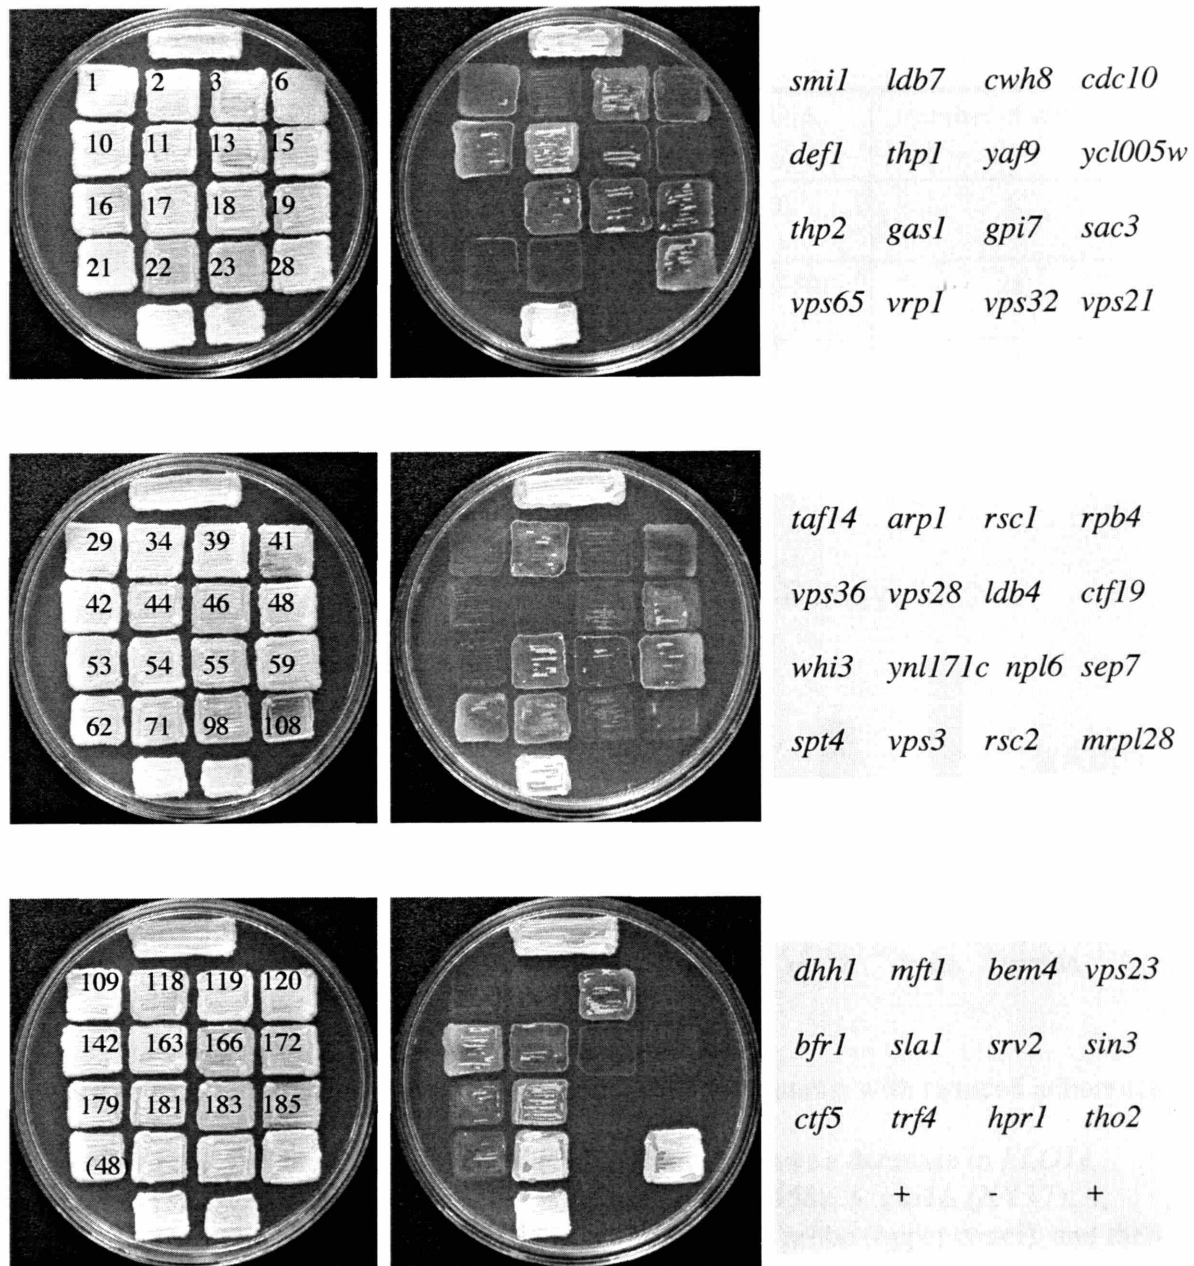 1 2 3 6
10 11 13 15
16 17 18 19
21 22 23 28
smi1 ldb7 cwh8 cdc10
def1 thp1 yaf9 ycl005w
thp2 gas1 gpi7 sac3
vps65 vrp1 vps32 vps21
29 34 39 41
42 44 46 48
53 54 55 59
62 71 98 108
taf14 arp1 rsc1 rpb4
vps36 vps28 ldb4 ctf19
whi3 ynl171c npl6 sep7
spt4 vps3 rsc2 mrpl28
109 118 119 120
142 163 166 172
179 181 183 185
(48)
dhh1 mft1 bem4 vps23
bfr1 sla1 srv2 sin3
ctf5 trf4 hpr1 tho2
+ - +